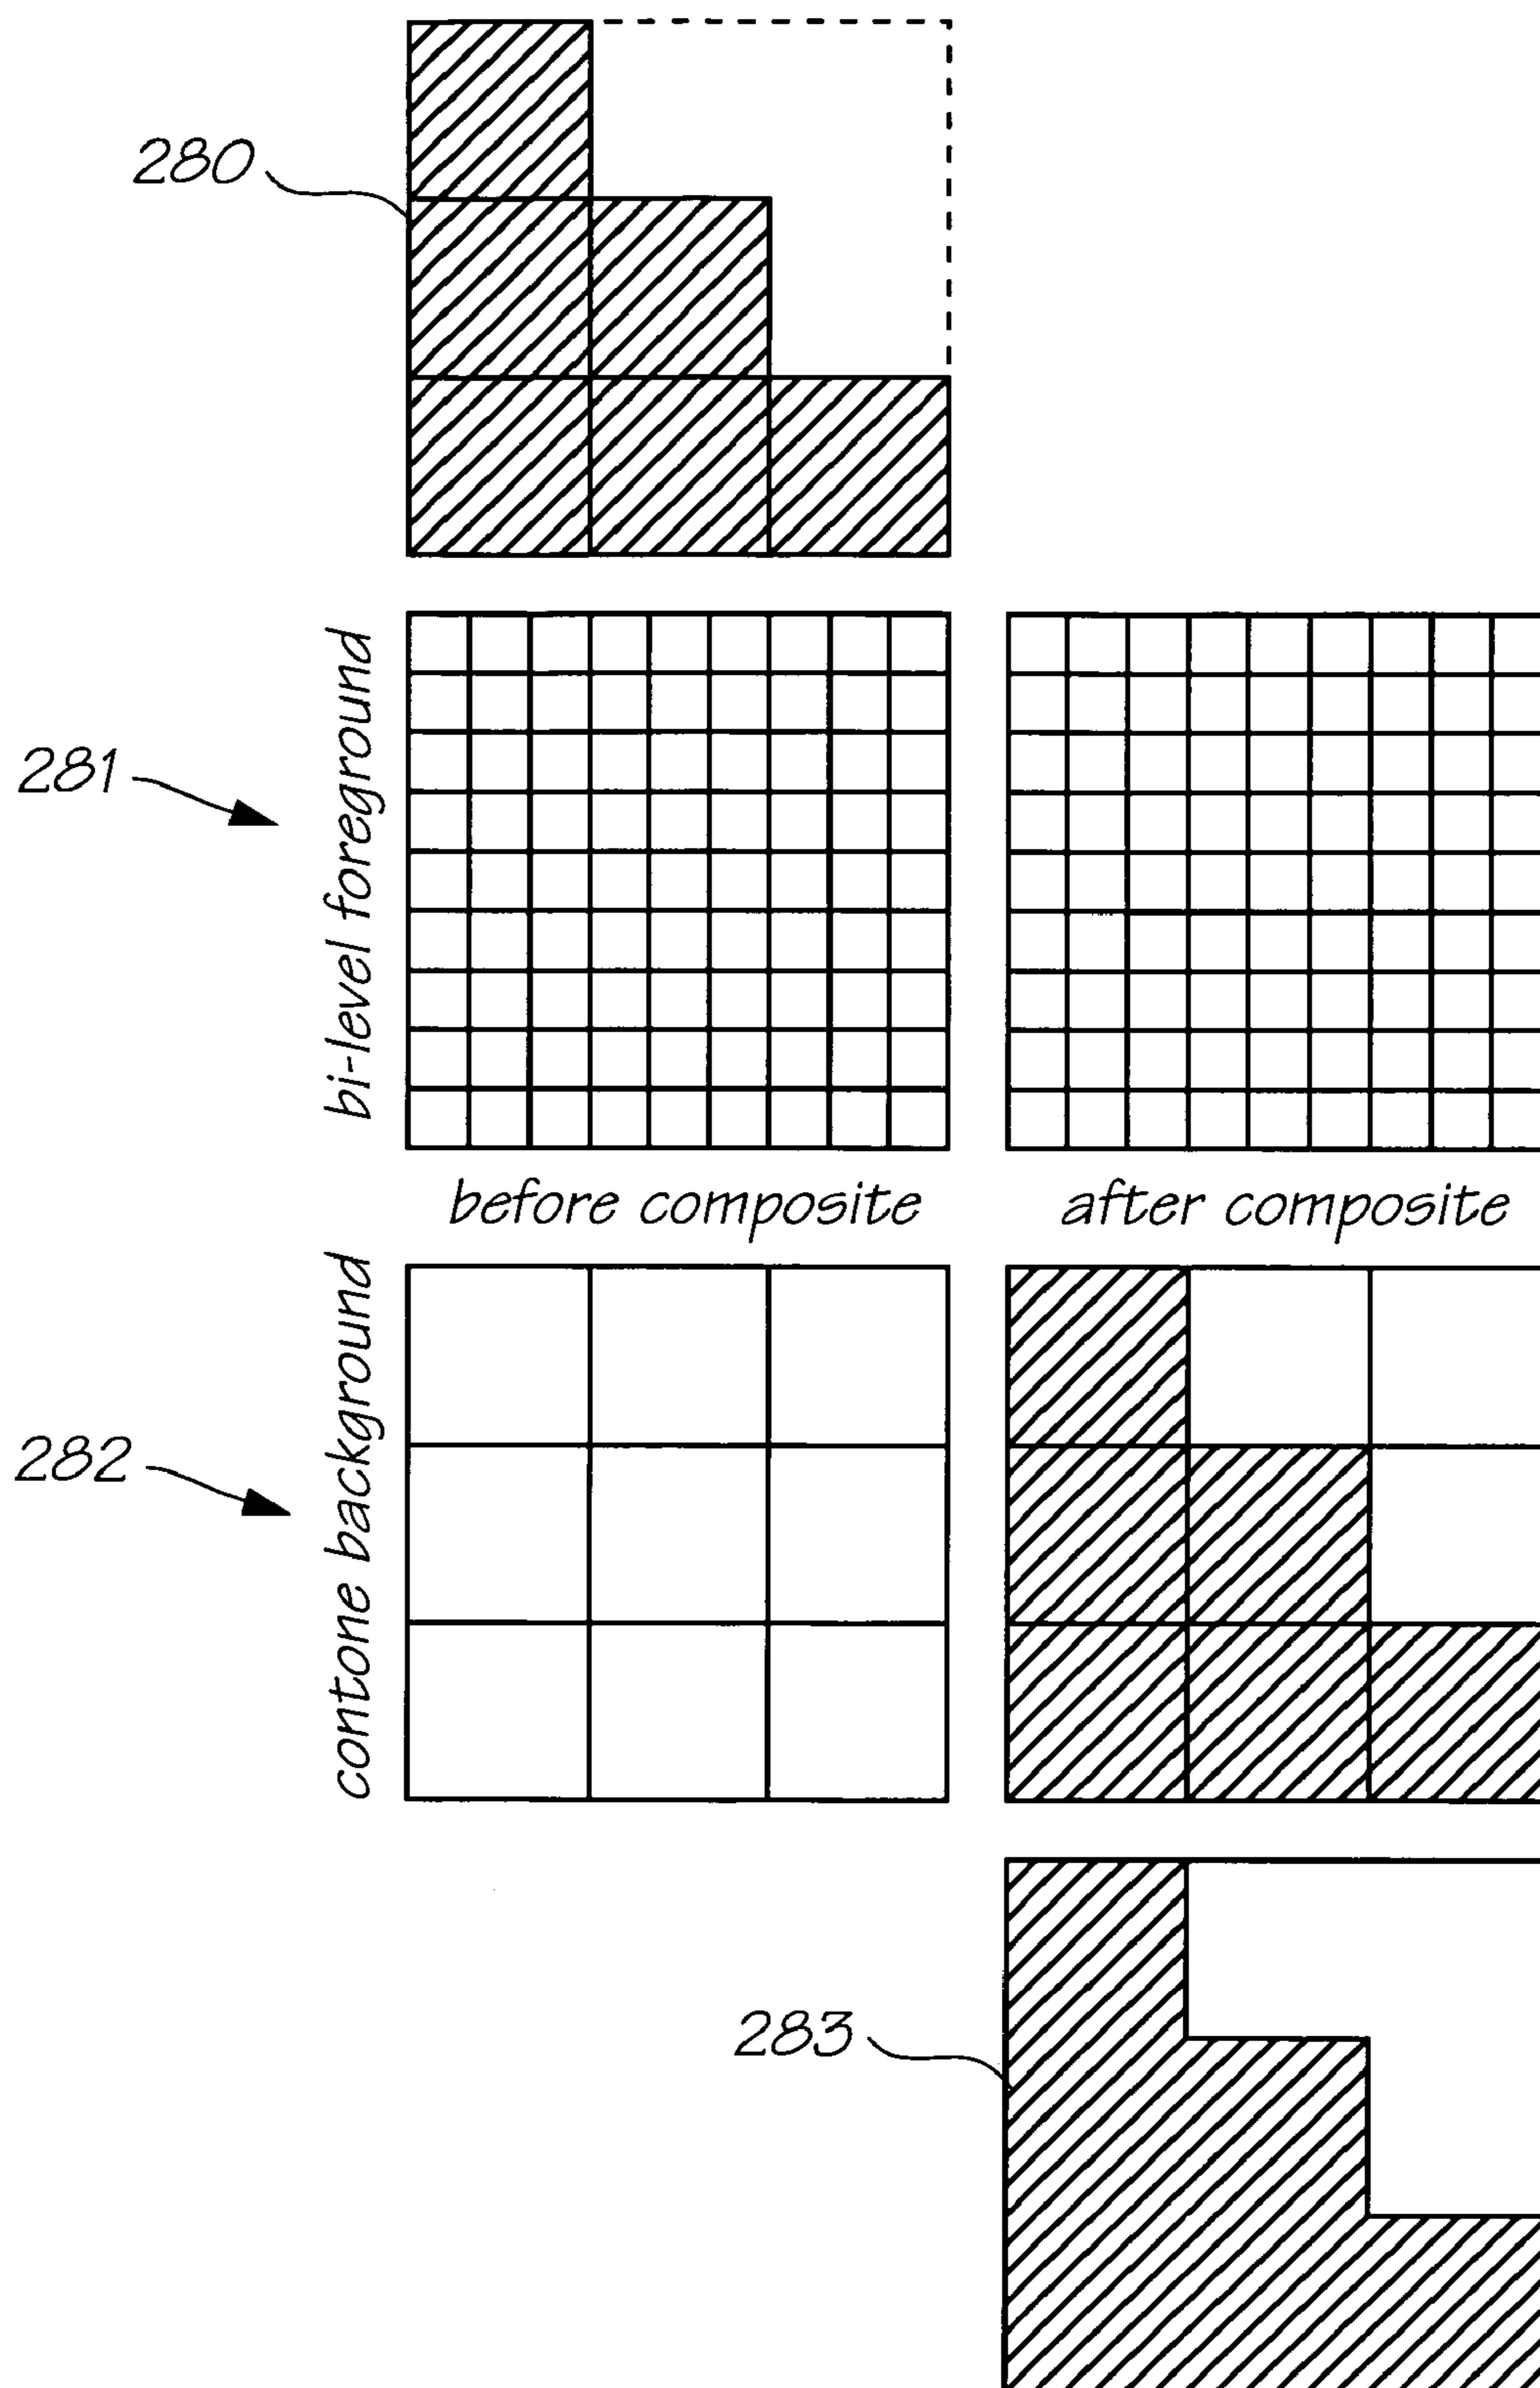 280
281
bi-level foreground
before composite
after composite
282
contone background
283